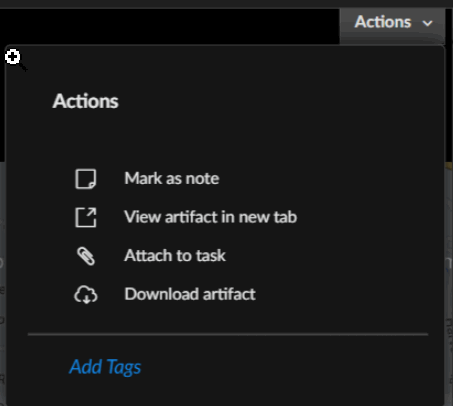 Actions
Actions
Mark as note
View artifact in new tab
Attach to task
Download artifact
Add Tags